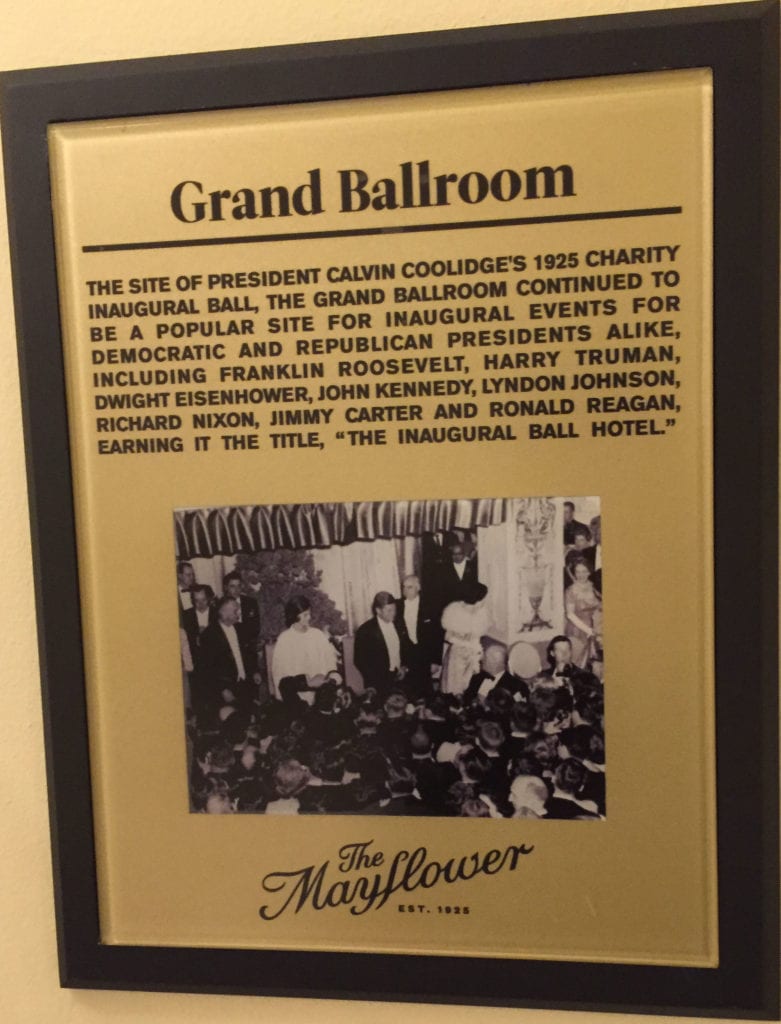 Grand Ballroom
THE SITE OF PRESIDENT CALVIN COOLIDGE'S 1925 CHARITY
INAUGURAL BALL, THE GRAND BALLROOM CONTINUED TO
BE A POPULAR SITE FOR INAUGURAL EVENTS FOR
DEMOCRATIC AND REPUBLICAN PRESIDENTS ALIKE,
INCLUDING FRANKLIN ROOSEVELT, HARRY TRUMAN,
DWIGHT EISENHOWER, JOHN KENNEDY, LYNDON JOHNSON,
RICHARD NIXON, JIMMY CARTER AND RONALD REAGAN,
EARNING IT THE TITLE, “THE INAUGURAL BALL HOTEL.”
The
Mayflower
EST. 1925